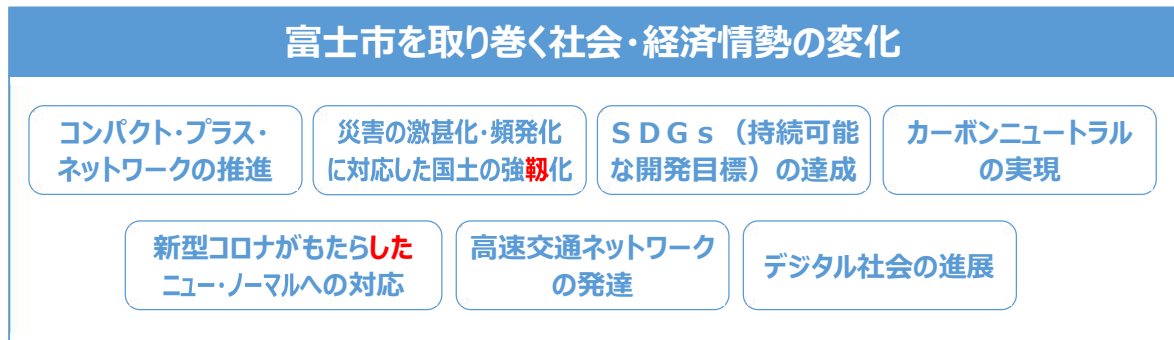 富士市を取り巻く社会・経済情勢の変化
コンパクト・プラス・
ネットワークの推進
災害の激甚化・頻発化
に対応した国土の強靱化
ＳＤＧｓ（持続可能
な開発目標）の達成
カーボンニュートラル
の実現
新型コロナがもたらした
ニュー・ノーマルへの対応
高速交通ネットワーク
の発達
デジタル社会の進展